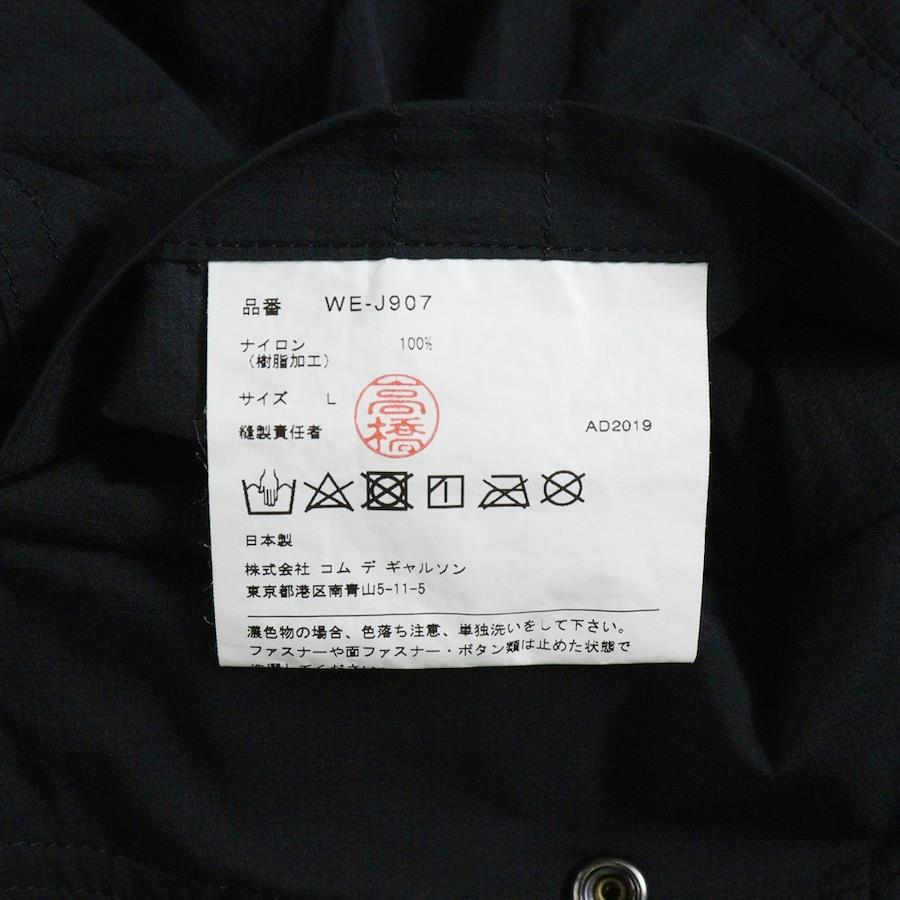 品番 WE-J907
ナイロン 100%
(樹脂加工)
サイズ L
高橋
縫製責任者
AD2019
日本製
株式会社 コム デ ギャルソン
東京都港区南青山5-11-5
濃色物の場合、色落ち注意、単独洗いをして下さい。
ファスナーや面ファスナー・ボタン類は止めた状態で